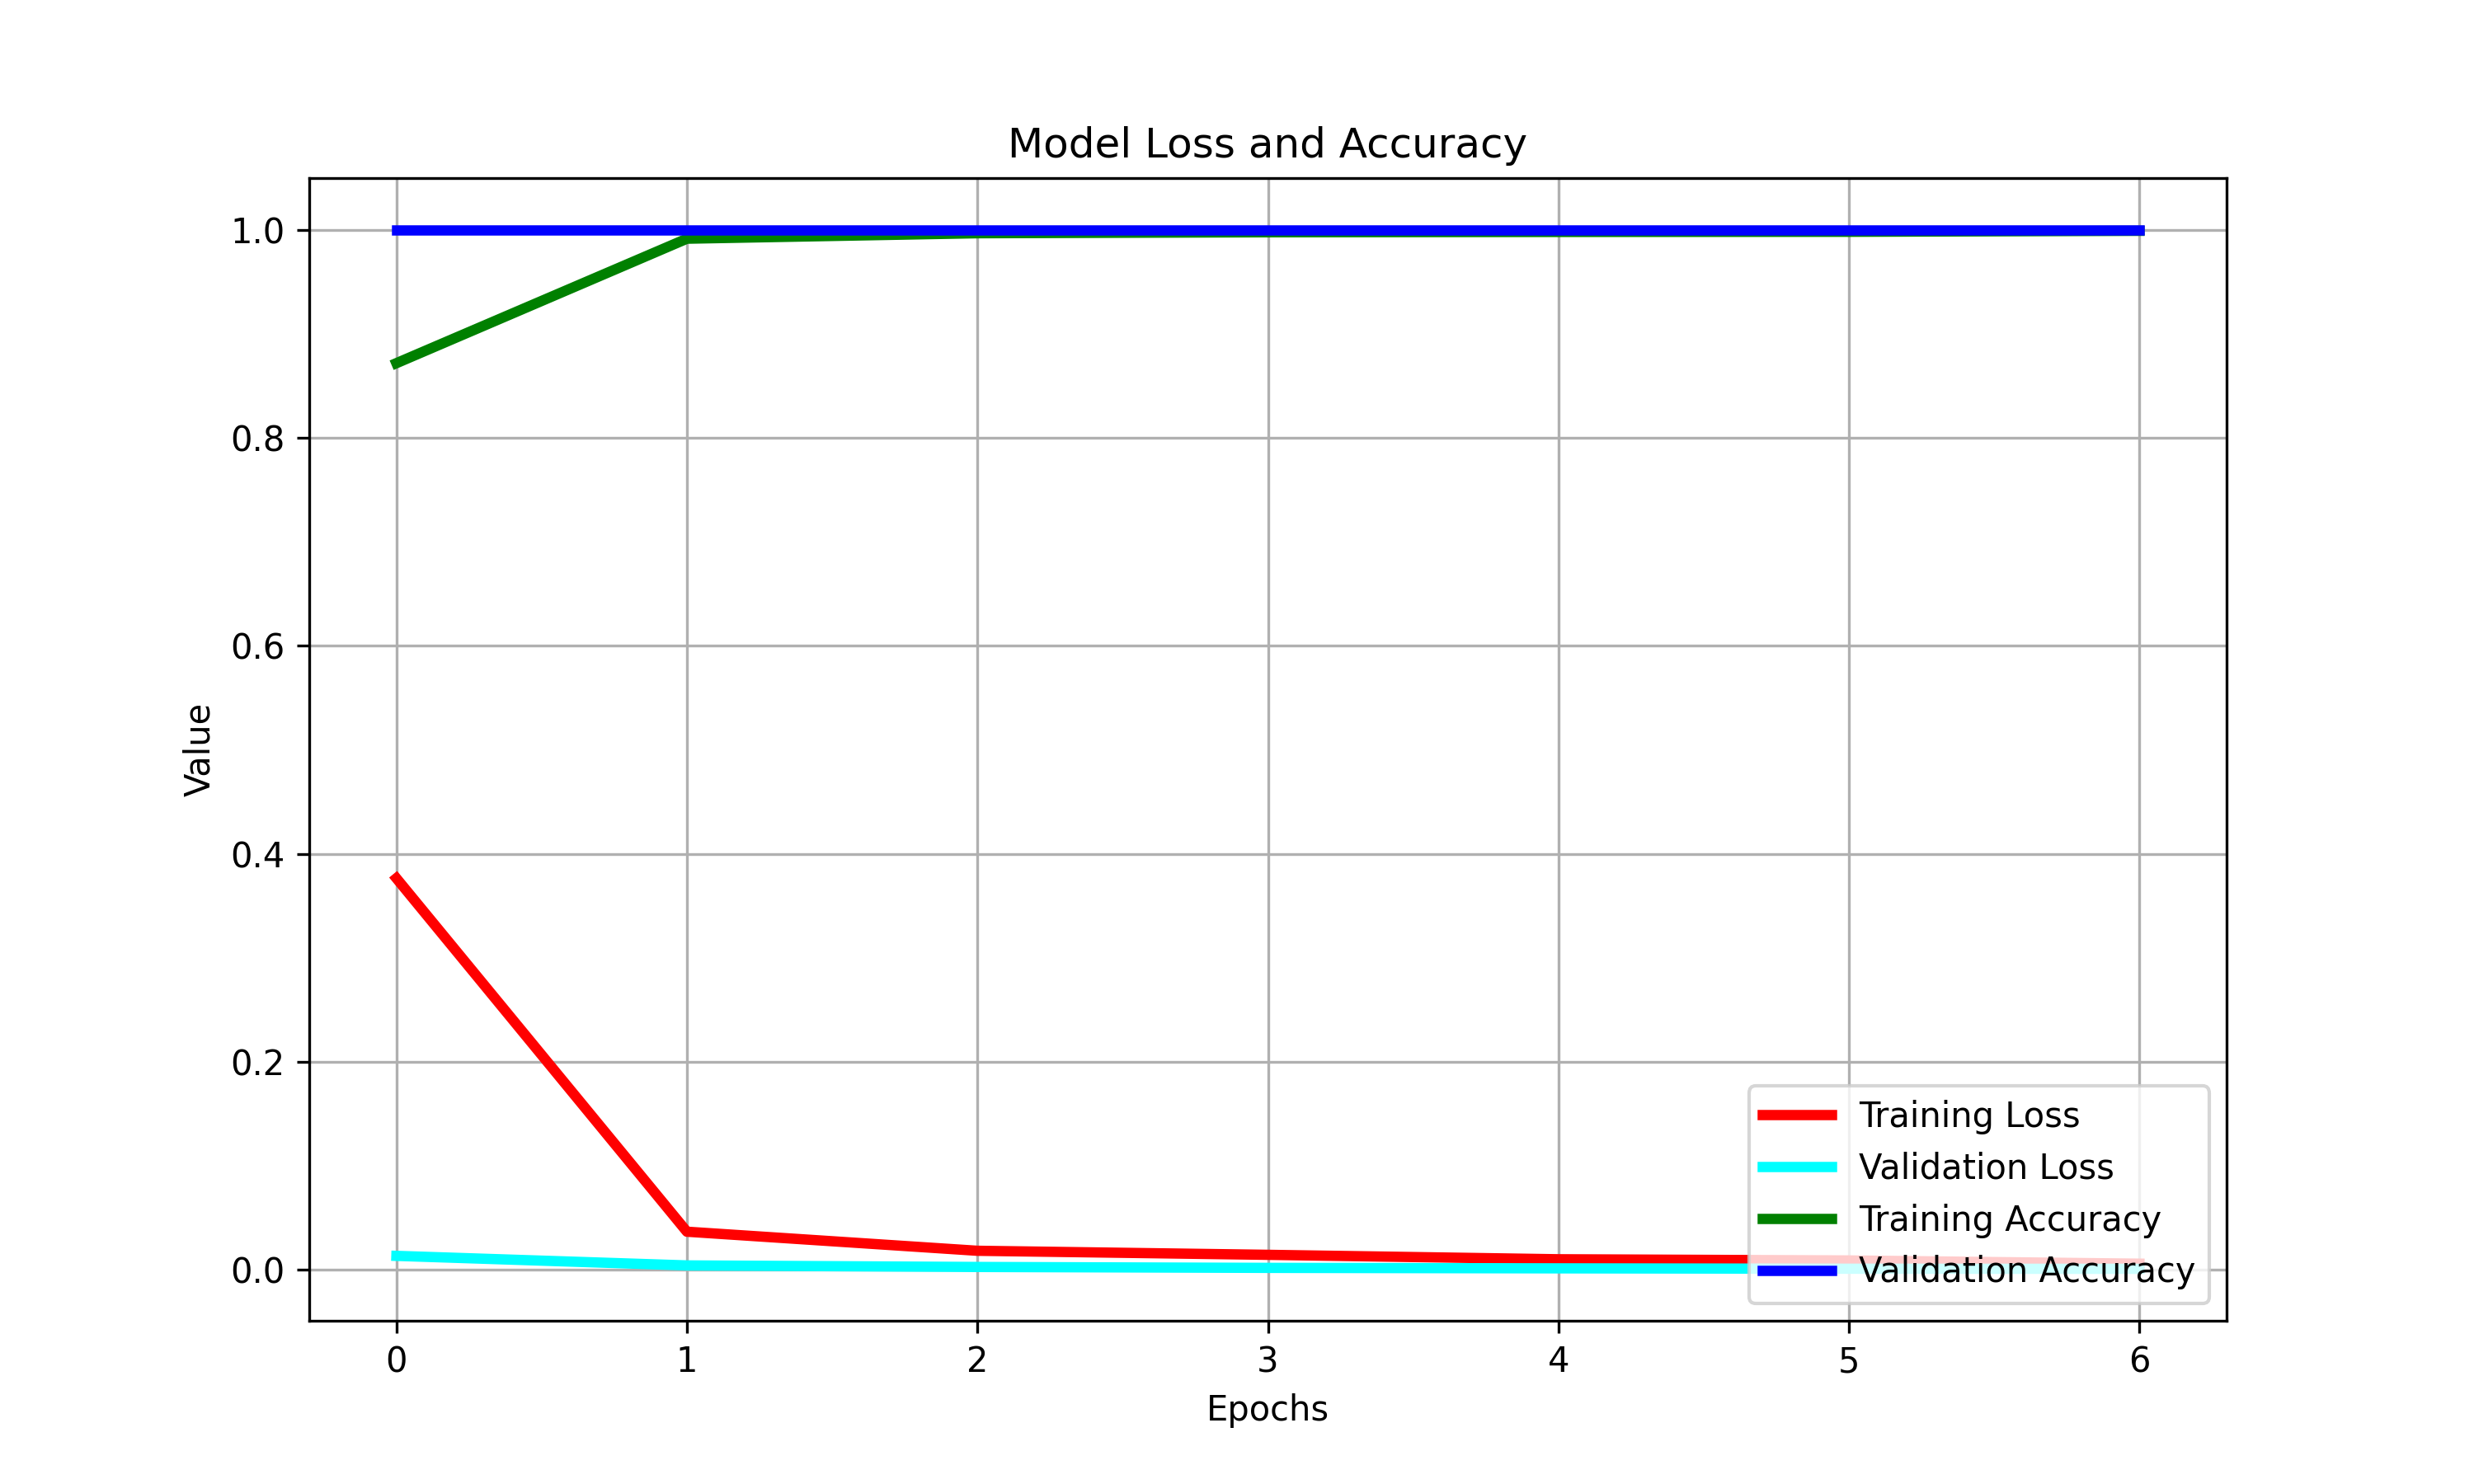 Model Loss and Accuracy
1.0
0.8
0.6
0.4
0.2
0.0
Value
Training Loss
Validation Loss
Training Accuracy
Validation Accuracy
0 1 2 3 4 5 6
Epochs